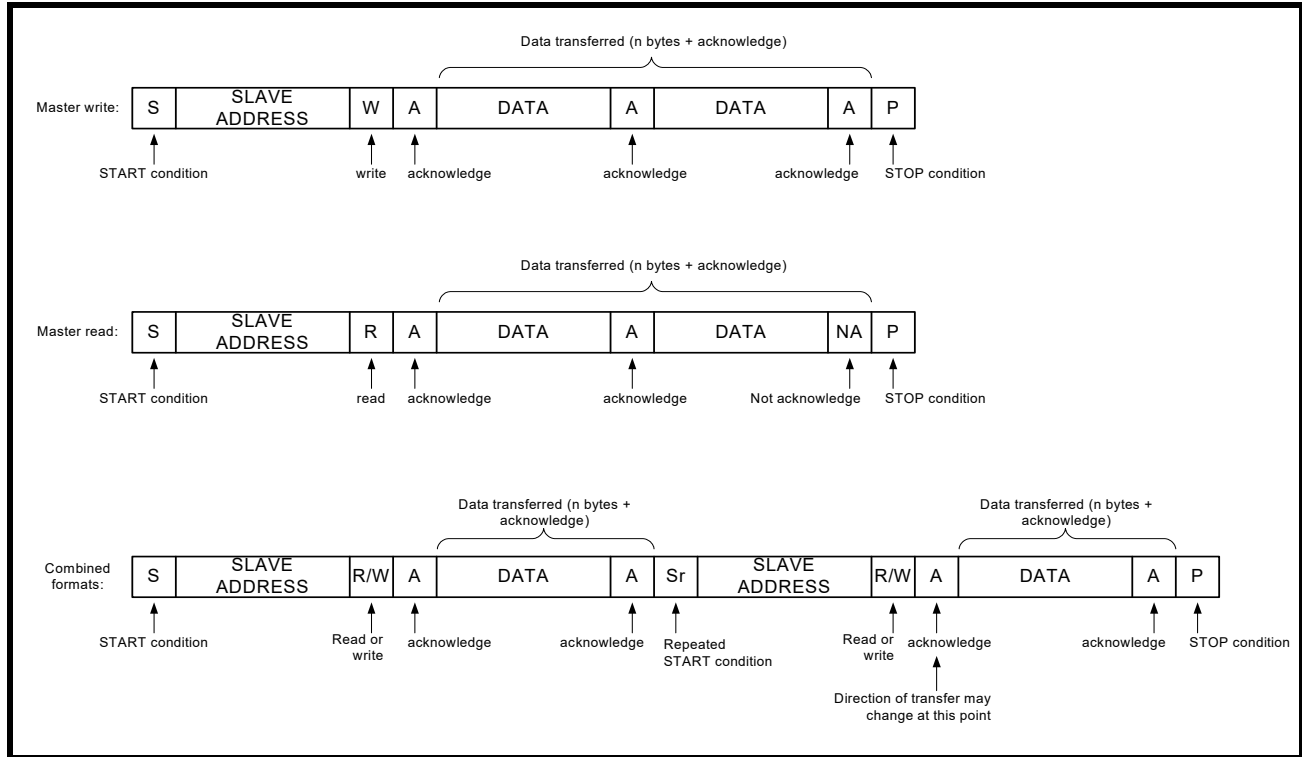 Data transferred (n bytes + acknowledge)
Master write:
S
SLAVE
ADDRESS
W
A
DATA
A
DATA
A
P
START condition
write
acknowledge
acknowledge
acknowledge
STOP condition
Data transferred (n bytes + acknowledge)
Master read:
S
SLAVE
ADDRESS
R
A
DATA
A
DATA
NA
P
START condition
read
acknowledge
acknowledge
Not acknowledge
STOP condition
Data transferred (n bytes +
acknowledge)
Data transferred (n bytes +
acknowledge)
Combined
formats:
S
SLAVE
ADDRESS
R/W
A
DATA
A
Sr
SLAVE
ADDRESS
R/W
A
DATA
A
P
START condition
Read or
write
acknowledge
acknowledge
Repeated
START condition
Read or
write
acknowledge
acknowledge
STOP condition
Direction of transfer may
change at this point